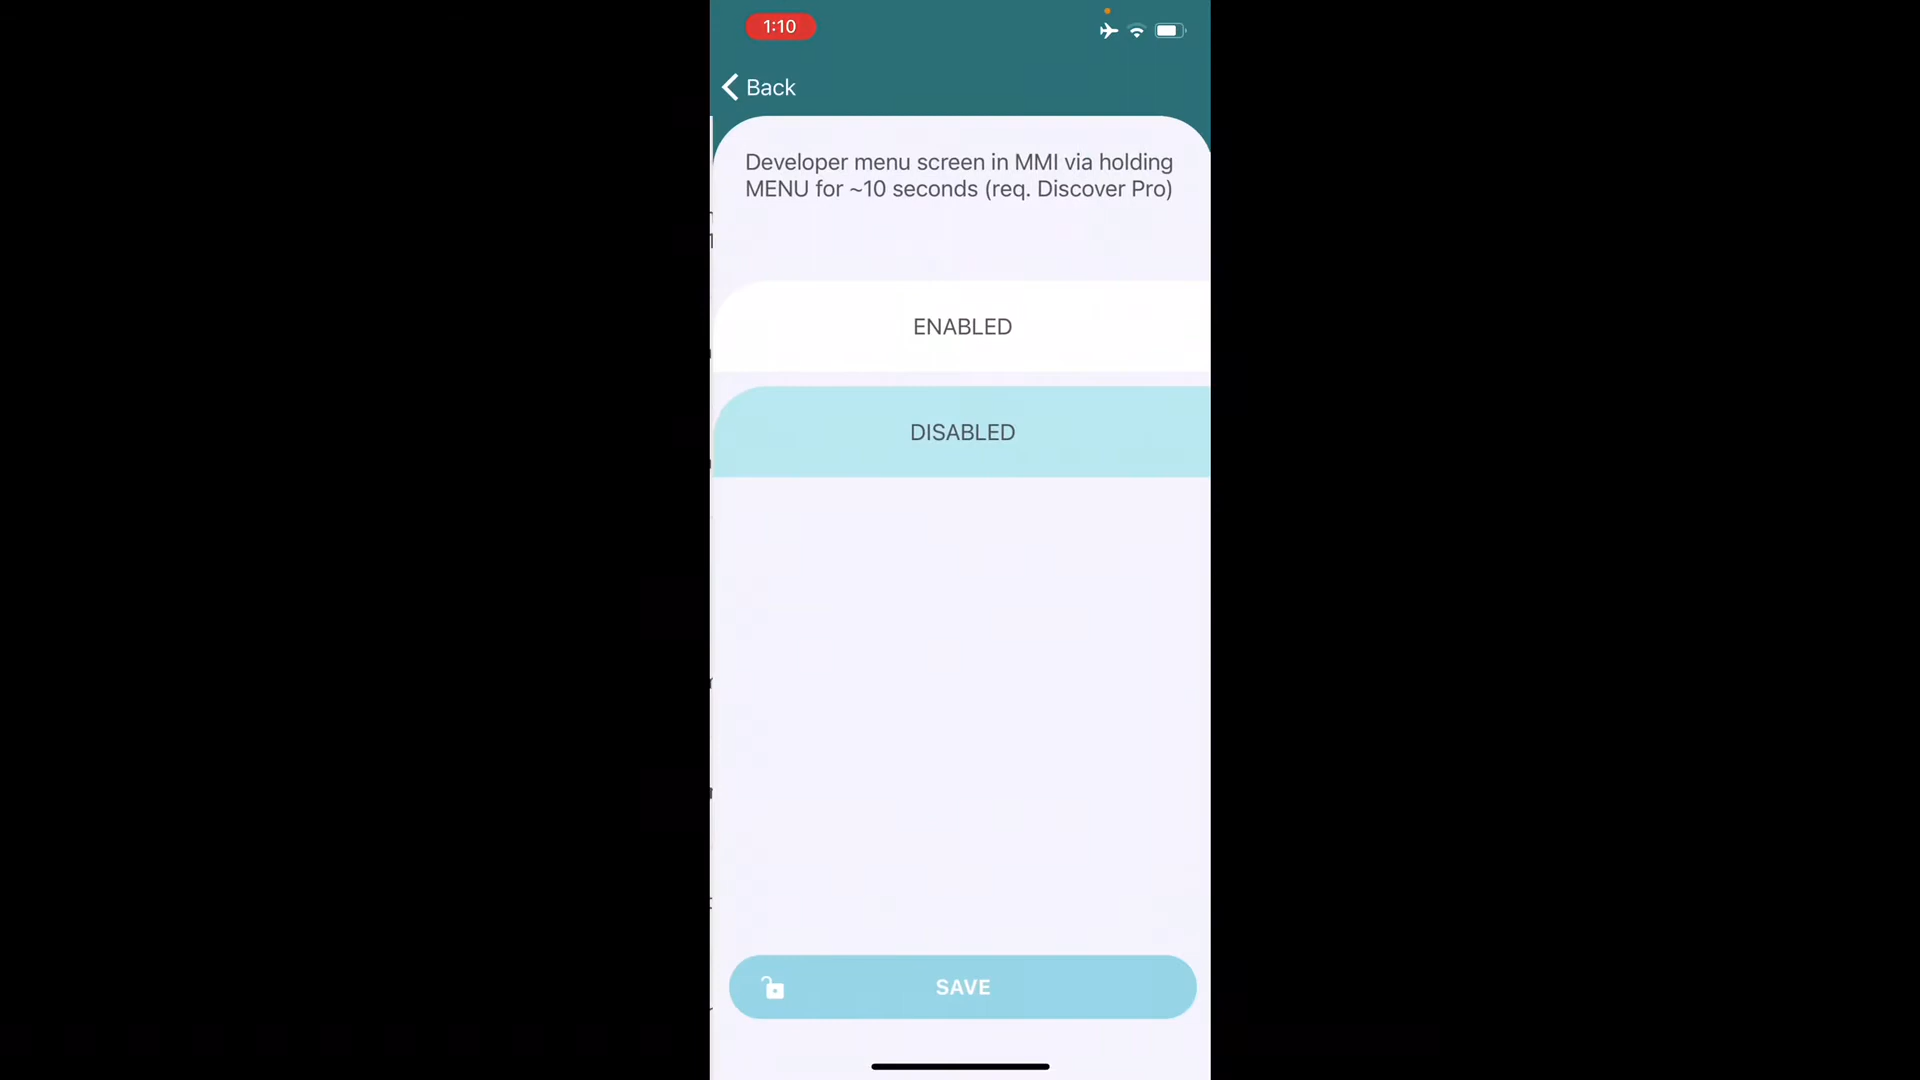 1:10
Back
Developer menu screen in MMI via holding
MENU for ~10 seconds (req. Discover Pro)
ENABLED
DISABLED
SAVE